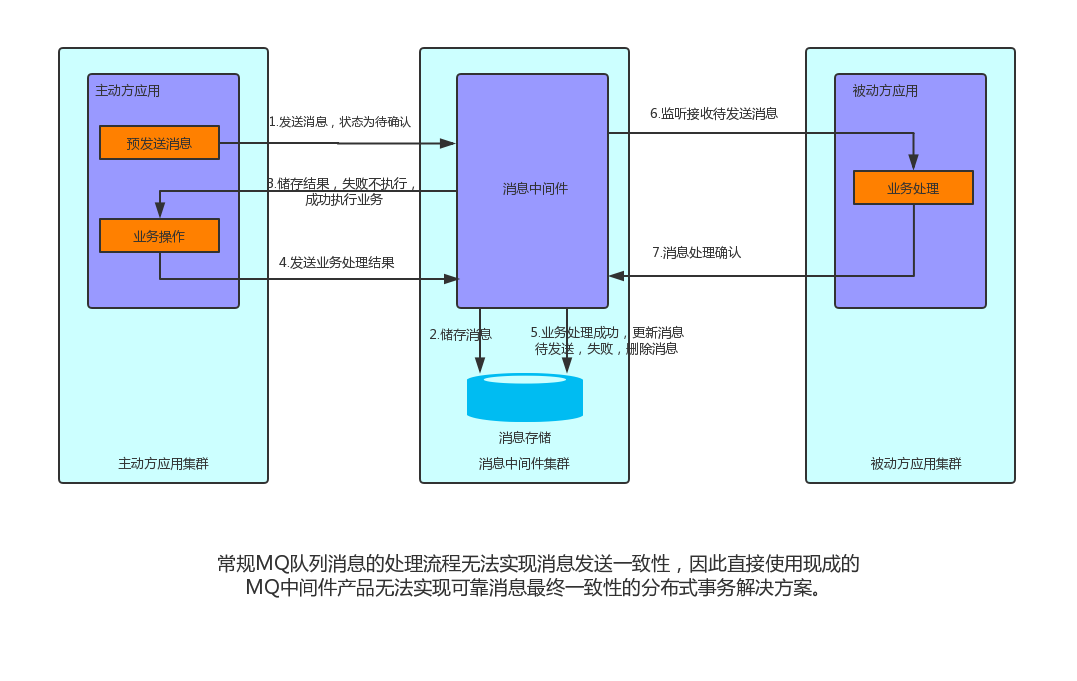 主动方应用
预发送消息
业务操作
主动方应用集群
1.发送消息，状态为待确认
3.储存结果，失败不执行，
成功执行业务
4.发送业务处理结果
消息中间件
2.储存消息
5.业务处理成功，更新消息
待发送，失败，删除消息
消息存储
消息中间件集群
6.监听接收待发送消息
7.消息处理确认
被动方应用
业务处理
被动方应用集群
常规MQ队列消息的处理流程无法实现消息发送一致性，因此直接使用现成的
MQ中间件产品无法实现可靠消息最终一致性的分布式事务解决方案。